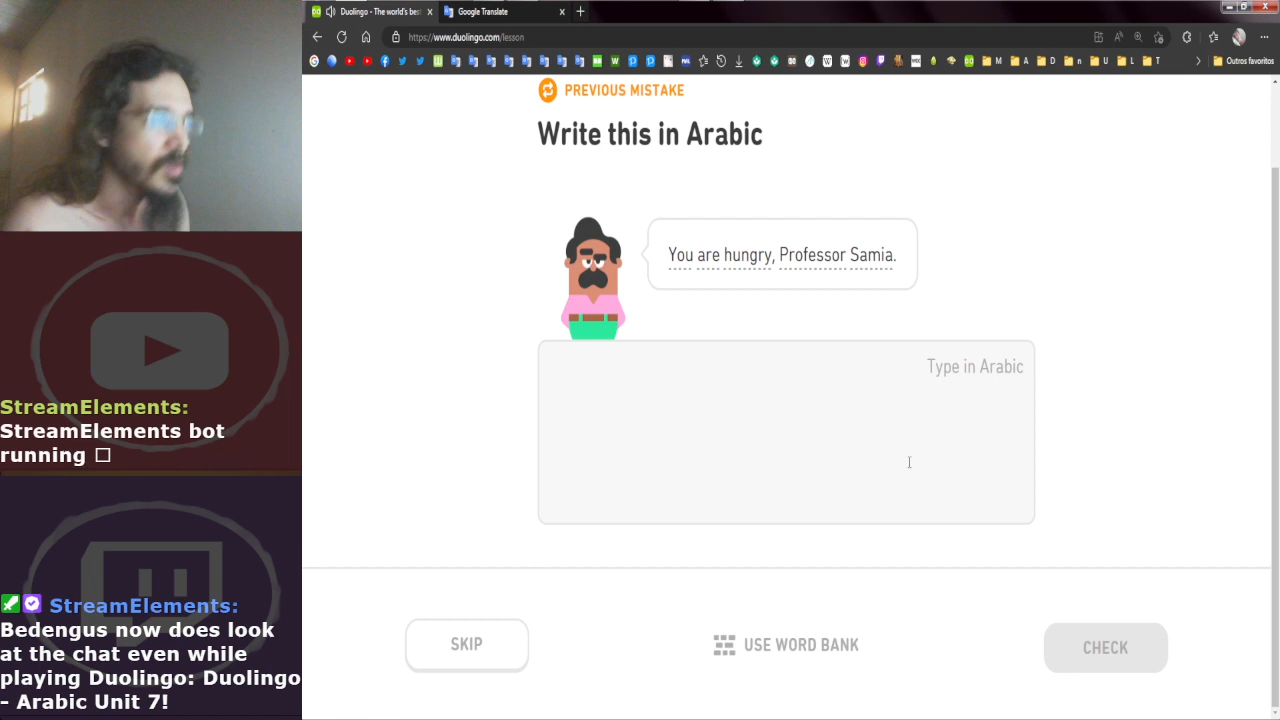 Duolingo - The world's bes
Google Translate
https://www.duolingo.com/lesson
M
A
D
n
U
L
T
Outros favoritos
PREVIOUS MISTAKE
Write this in Arabic
You are hungry, Professor Samia.
Type in Arabic
SKIP
USE WORD BANK
CHECK
StreamElements:
StreamElements bot
running
StreamElements:
Bedengus now does look
at the chat even while
playing Duolingo: Duolingo
- Arabic Unit 7!